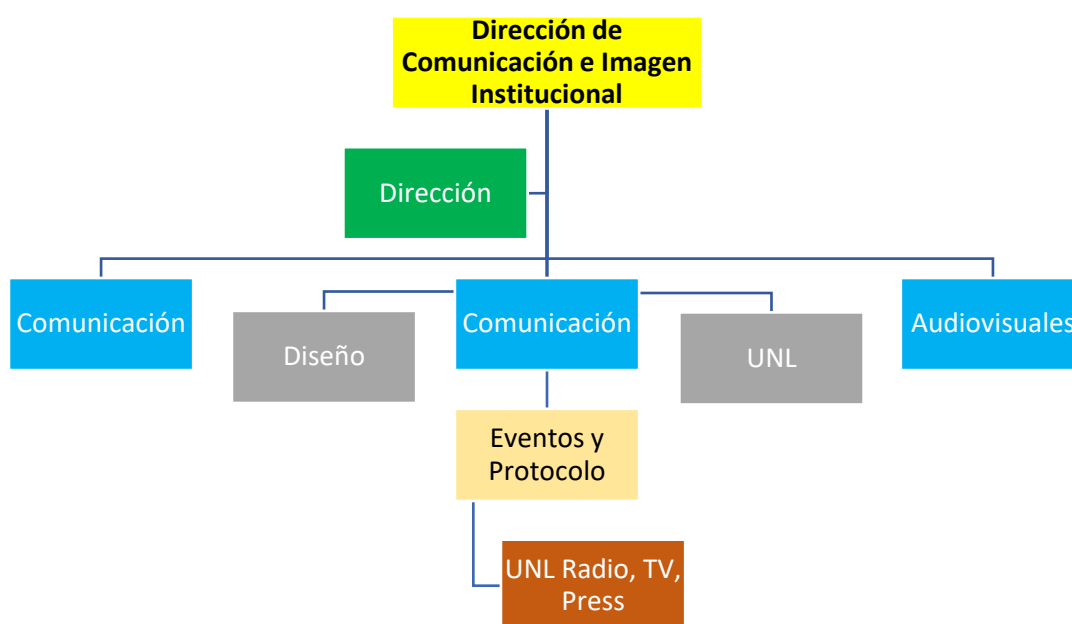 Dirección de
Comunicación e Imagen
Institucional
Dirección
Comunicación
Diseño
Comunicación
UNL
Audiovisuales
Eventos y
Protocolo
UNL Radio, TV,
Press